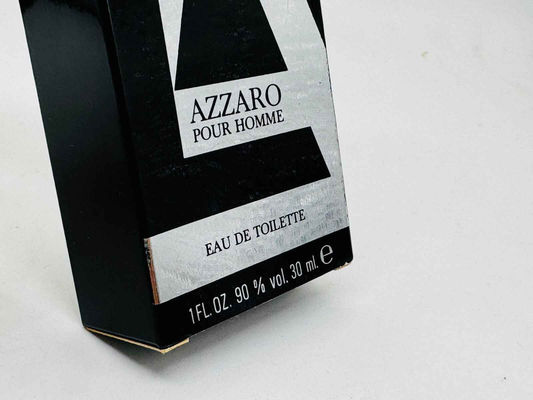 AZZARO
POUR HOMME
EAU DE TOILETTE
1 FL. OZ. 90 % vol. 30 ml. ℮